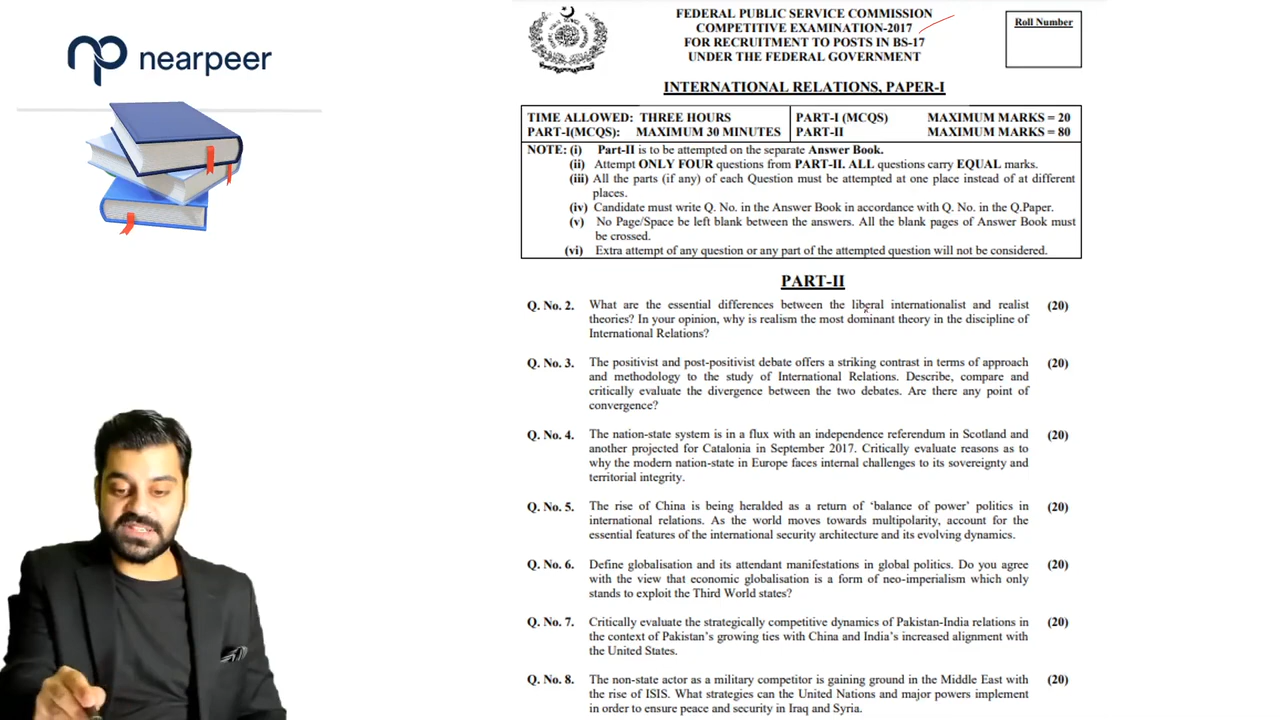 nearpeer
FEDERAL PUBLIC SERVICE COMMISSION
COMPETITIVE EXAMINATION-2017
FOR RECRUITMENT TO POSTS IN BS-17
UNDER THE FEDERAL GOVERNMENT
Roll Number
INTERNATIONAL RELATIONS, PAPER-I
TIME ALLOWED: THREE HOURS PART-I (MCQS) MAXIMUM MARKS = 20
PART-I(MCQS): MAXIMUM 30 MINUTES PART-II MAXIMUM MARKS = 80
NOTE: (i) Part-II is to be attempted on the separate Answer Book.
(ii) Attempt ONLY FOUR questions from PART-II. ALL questions carry EQUAL marks.
(iii) All the parts (if any) of each Question must be attempted at one place instead of at different
places.
(iv) Candidate must write Q. No. in the Answer Book in accordance with Q. No. in the Q.Paper.
(v) No Page/Space be left blank between the answers. All the blank pages of Answer Book must
be crossed.
(vi) Extra attempt of any question or any part of the attempted question will not be considered.
PART-II
Q. No. 2. What are the essential differences between the liberal internationalist and realist (20)
theories? In your opinion, why is realism the most dominant theory in the discipline of
International Relations?
Q. No. 3. The positivist and post-positivist debate offers a striking contrast in terms of approach (20)
and methodology to the study of International Relations. Describe, compare and
critically evaluate the divergence between the two debates. Are there any point of
convergence?
Q. No. 4. The nation-state system is in a flux with an independence referendum in Scotland and (20)
another projected for Catalonia in September 2017. Critically evaluate reasons as to
why the modern nation-state in Europe faces internal challenges to its sovereignty and
territorial integrity.
Q. No. 5. The rise of China is being heralded as a return of ‘balance of power’ politics in (20)
international relations. As the world moves towards multipolarity, account for the
essential features of the international security architecture and its evolving dynamics.
Q. No. 6. Define globalisation and its attendant manifestations in global politics. Do you agree (20)
with the view that economic globalisation is a form of neo-imperialism which only
stands to exploit the Third World states?
Q. No. 7. Critically evaluate the strategically competitive dynamics of Pakistan-India relations in (20)
the context of Pakistan’s growing ties with China and India’s increased alignment with
the United States.
Q. No. 8. The non-state actor as a military competitor is gaining ground in the Middle East with (20)
the rise of ISIS. What strategies can the United Nations and major powers implement
in order to ensure peace and security in Iraq and Syria.